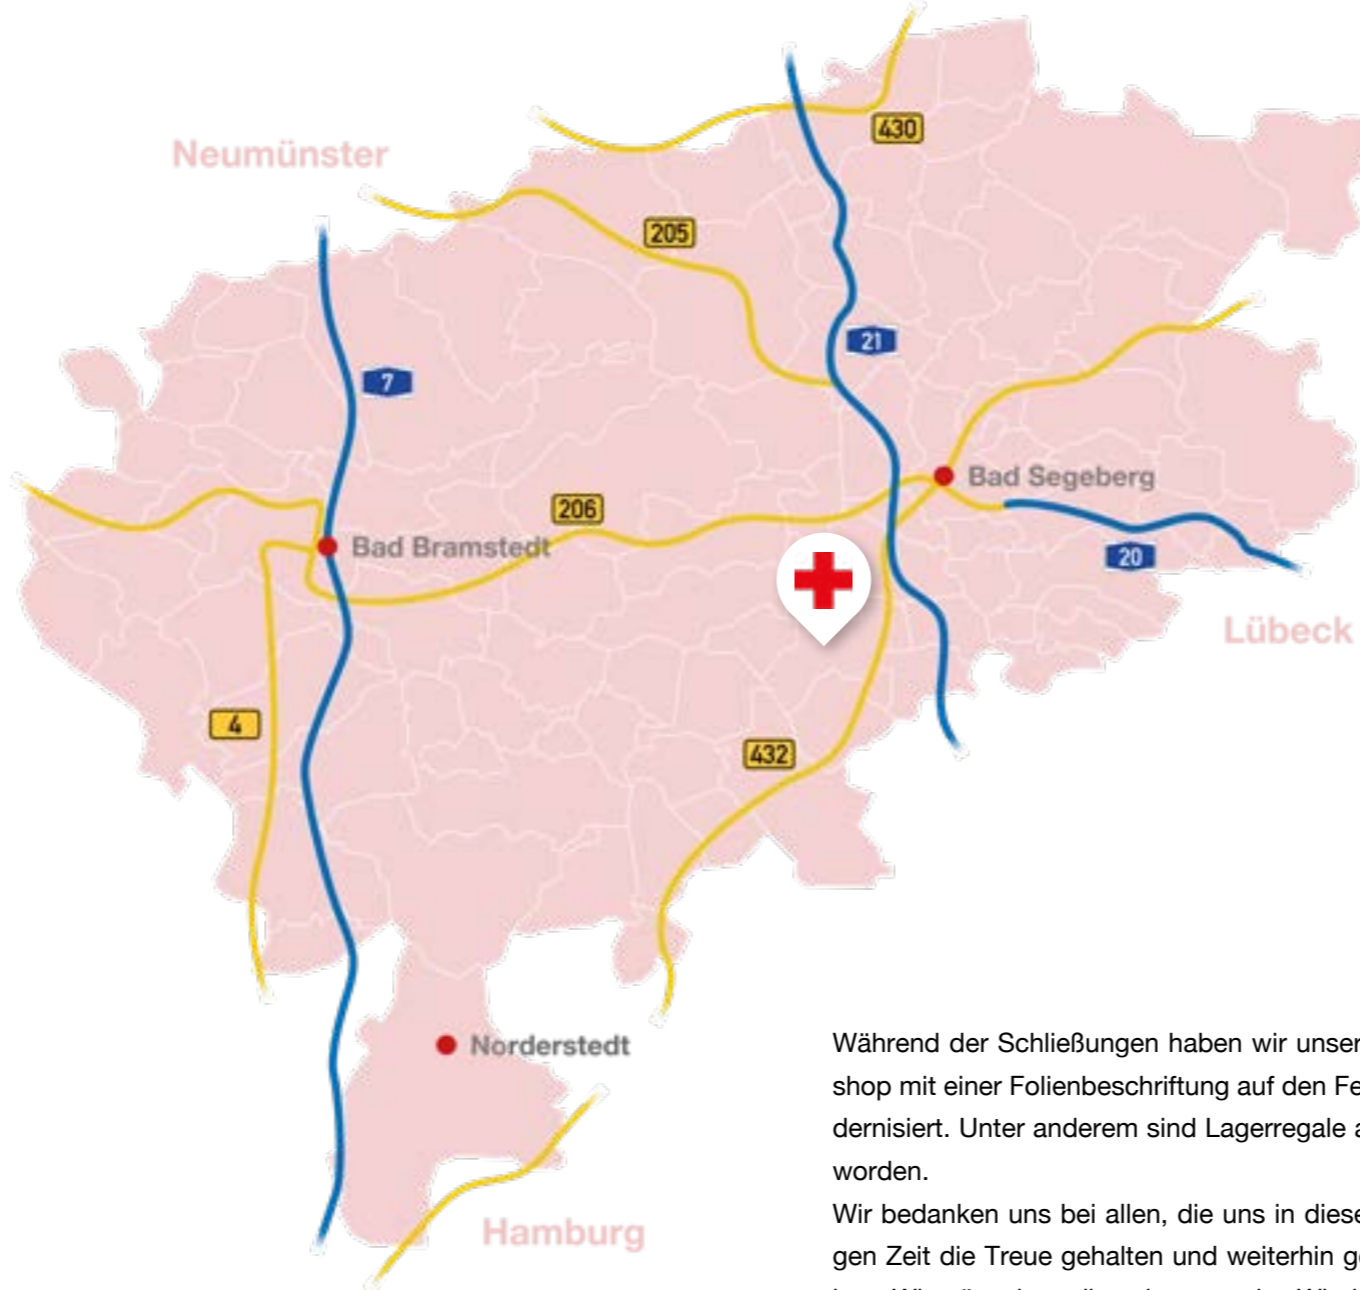 430
Neumünster
205
21
7
Bad Segeberg
206
Bad Bramstedt
20
Lübeck
4
432
Norderstedt
Hamburg
Während der Schließungen haben wir unser
shop mit einer Folienbeschriftung auf den Fe
dernisiert. Unter anderem sind Lagerregale a
worden.
Wir bedanken uns bei allen, die uns in diese
gen Zeit die Treue gehalten und weiterhin ge